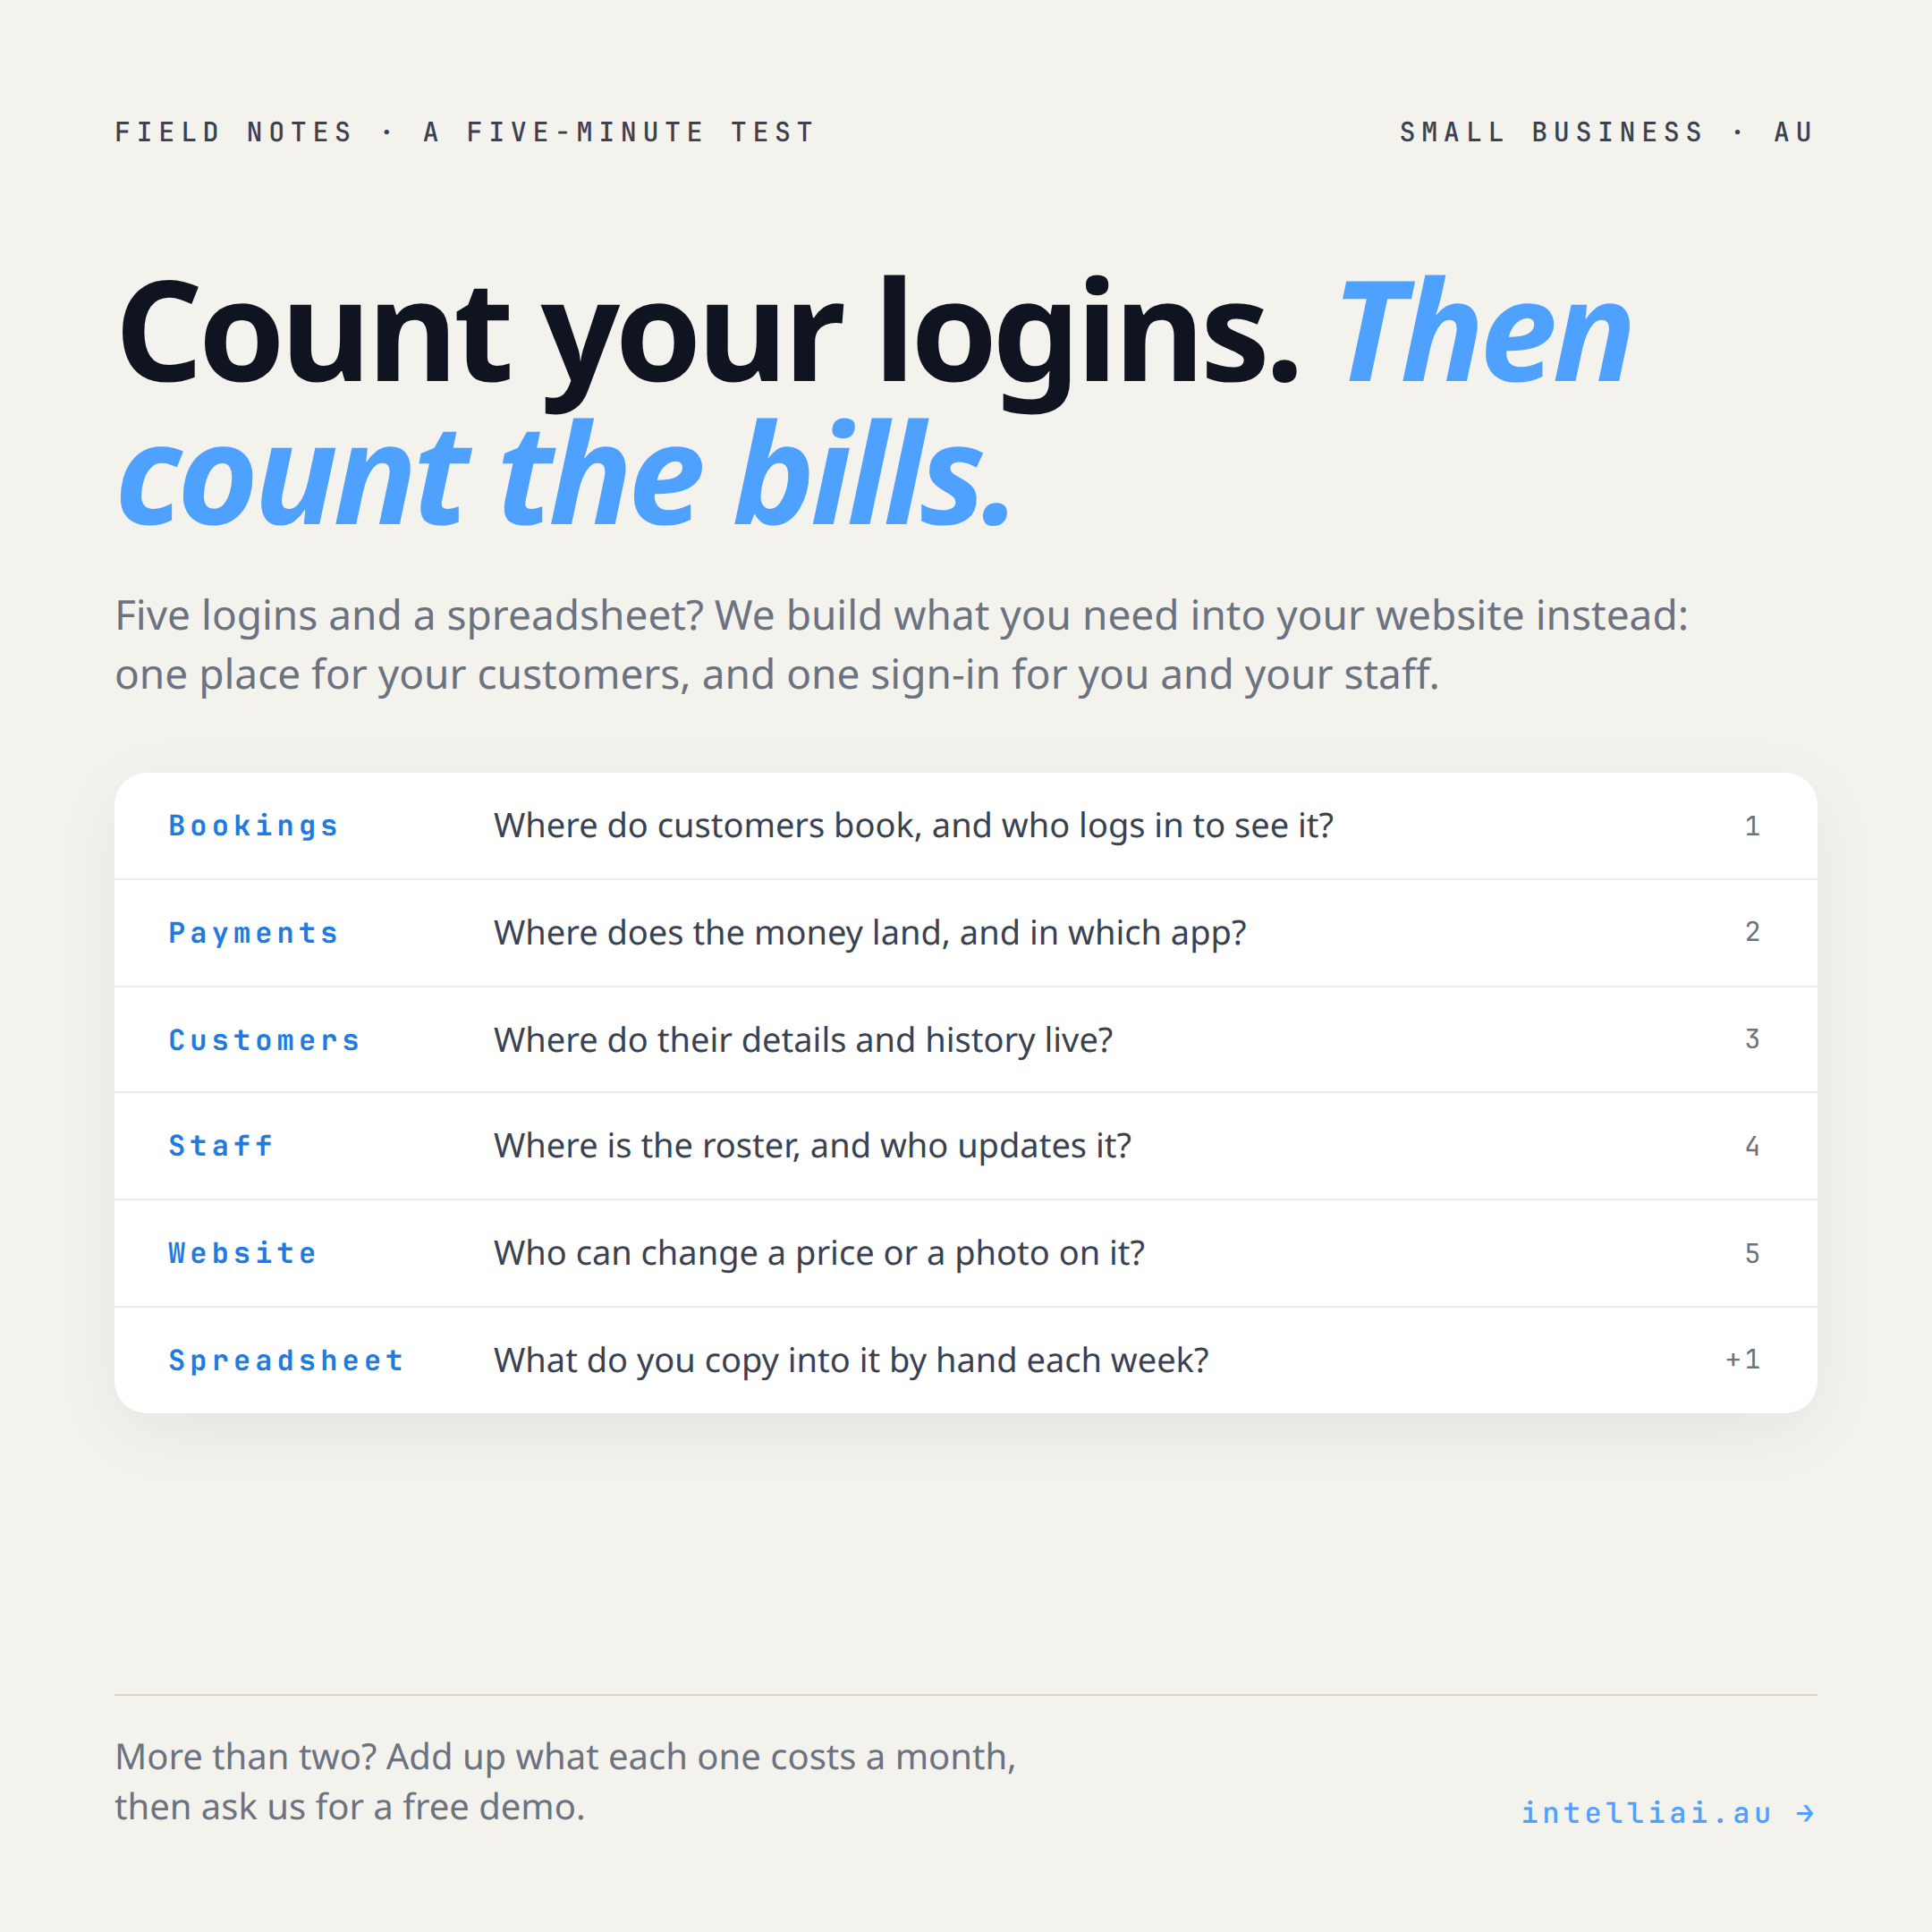 FIELD NOTES · A FIVE-MINUTE TEST
SMALL BUSINESS · AU
Count your logins. Then
count the bills.
Five logins and a spreadsheet? We build what you need into your website instead:
one place for your customers, and one sign-in for you and your staff.
Bookings Where do customers book, and who logs in to see it? 1
Payments Where does the money land, and in which app? 2
Customers Where do their details and history live? 3
Staff Where is the roster, and who updates it? 4
Website Who can change a price or a photo on it? 5
Spreadsheet What do you copy into it by hand each week? +1
More than two? Add up what each one costs a month,
then ask us for a free demo.
intelliai.au →